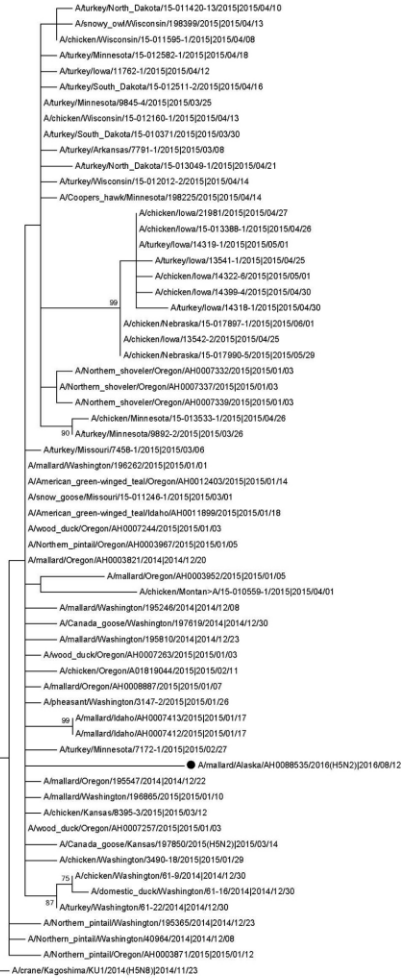 A/turkey/North_Dakota/15-011420-13/2015|2015/04/10
A/snowy_owl/Wisconsin/198399/2015|2015/04/13
A/chicken/Wisconsin/15-011595-1/2015|2015/04/08
A/turkey/Minnesota/15-012582-1/2015|2015/04/18
A/turkey/Iowa/11762-1/2015|2015/04/12
A/turkey/South_Dakota/15-012511-2/2015|2015/04/16
A/turkey/Minnesota/9845-4/2015|2015/03/25
A/chicken/Wisconsin/15-012160-1/2015|2015/04/13
A/turkey/South_Dakota/15-010371/2015|2015/03/30
A/turkey/Arkansas/7791-1/2015|2015/03/08
A/turkey/North_Dakota/15-013049-1/2015|2015/04/21
A/turkey/Wisconsin/15-012012-2/2015|2015/04/14
A/Coopers_hawk/Minnesota/198225/2015|2015/04/14
A/chicken/Iowa/21981/2015|2015/04/27
A/chicken/Iowa/15-013388-1/2015|2015/04/26
A/turkey/Iowa/14319-1/2015|2015/05/01
A/turkey/Iowa/13541-1/2015|2015/04/25
A/chicken/Iowa/14322-6/2015|2015/05/01
A/chicken/Iowa/14399-4/2015|2015/04/30
99
A/turkey/Iowa/14318-1/2015|2015/04/30
A/chicken/Nebraska/15-017897-1/2015|2015/06/01
A/chicken/Iowa/13542-2/2015|2015/04/25
A/chicken/Nebraska/15-017990-5/2015|2015/05/29
A/Northern_shoveler/Oregon/AH0007332/2015|2015/01/03
A/Northern_shoveler/Oregon/AH0007337/2015|2015/01/03
A/Northern_shoveler/Oregon/AH0007339/2015|2015/01/03
A/chicken/Minnesota/15-013533-1/2015|2015/04/26
90
A/turkey/Minnesota/9892-2/2015|2015/03/26
A/turkey/Missouri/7458-1/2015|2015/03/06
A/mallard/Washington/196262/2015|2015/01/01
A/American_green-winged_teal/Oregon/AH0012403/2015|2015/01/14
A/snow_goose/Missouri/15-011246-1/2015|2015/03/01
A/American_green-winged_teal/Idaho/AH0011899/2015|2015/01/18
A/wood_duck/Oregon/AH0007244/2015|2015/01/03
A/Northern_pintail/Oregon/AH0003967/2015|2015/01/05
A/mallard/Oregon/AH0003821/2014|2014/12/20
A/mallard/Oregon/AH0003952/2015|2015/01/05
A/chicken/Montan>A/15-010559-1/2015|2015/04/01
A/mallard/Washington/195246/2014|2014/12/08
A/Canada_goose/Washington/197619/2014|2014/12/30
A/mallard/Washington/195810/2014|2014/12/23
A/wood_duck/Oregon/AH0007263/2015|2015/01/03
A/chicken/Oregon/A01819044/2015|2015/02/11
A/mallard/Oregon/AH0008887/2015|2015/01/07
A/pheasant/Washington/3147-2/2015|2015/01/26
99
A/mallard/Idaho/AH0007413/2015|2015/01/17
A/mallard/Idaho/AH0007412/2015|2015/01/17
A/turkey/Minnesota/7172-1/2015|2015/02/27
A/mallard/Alaska/AH0088535/2016(H5N2)|2016/08/12
A/mallard/Oregon/195547/2014|2014/12/22
A/mallard/Washington/196865/2015|2015/01/10
A/chicken/Kansas/8395-3/2015|2015/03/12
A/wood_duck/Oregon/AH0007257/2015|2015/01/03
A/Canada_goose/Kansas/197850/2015(H5N2)|2015/03/14
A/chicken/Washington/3490-18/2015|2015/01/29
75
A/chicken/Washington/61-9/2014|2014/12/30
A/domestic_duck/Washington/61-16/2014|2014/12/30
87
A/turkey/Washington/61-22/2014|2014/12/30
A/Northern_pintail/Washington/195365/2014|2014/12/23
A/Northern_pintail/Washington/40964/2014|2014/12/08
A/Northern_pintail/Oregon/AH0003871/2015|2015/01/12
A/crane/Kagoshima/KU1/2014(H5N8)|2014/11/23